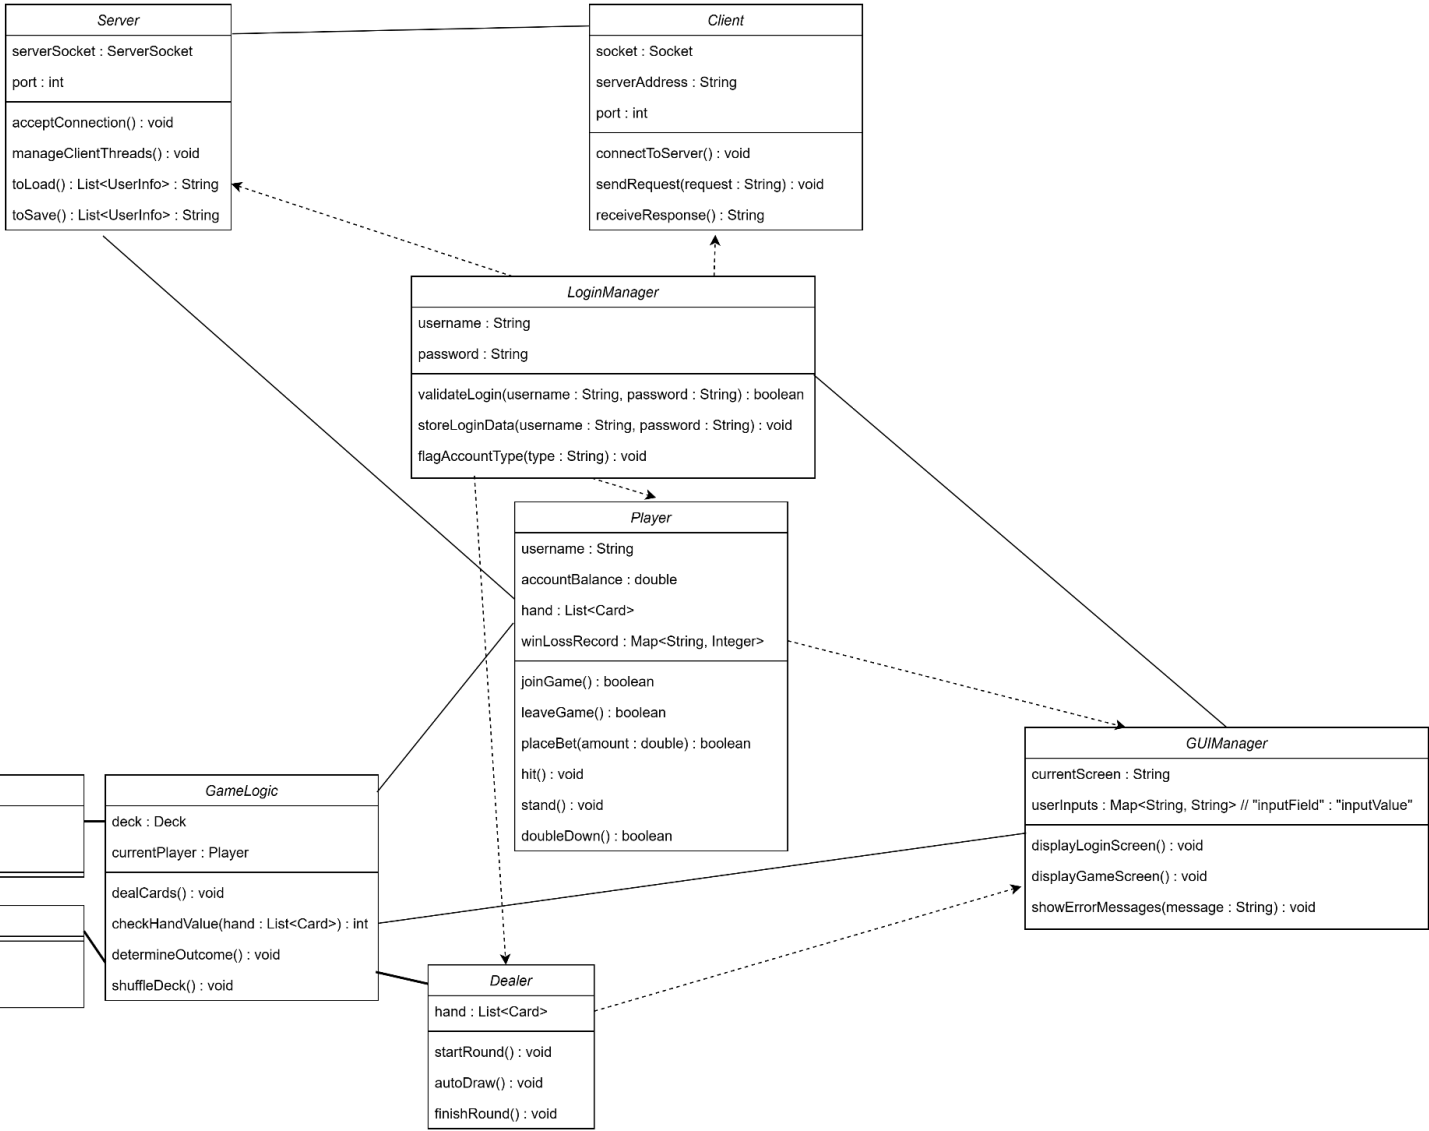 Server
serverSocket : ServerSocket
port : int
acceptConnection() : void
manageClientThreads() : void
toLoad() : List<UserInfo> : String
toSave() : List<UserInfo> : String
Client
socket : Socket
serverAddress : String
port : int
connectToServer() : void
sendRequest(request : String) : void
receiveResponse() : String
LoginManager
username : String
password : String
validateLogin(username : String, password : String) : boolean
storeLoginData(username : String, password : String) : void
flagAccountType(type : String) : void
Player
username : String
accountBalance : double
hand : List<Card>
winLossRecord : Map<String, Integer>
joinGame() : boolean
leaveGame() : boolean
placeBet(amount : double) : boolean
hit() : void
stand() : void
doubleDown() : boolean
GUIManager
currentScreen : String
userInputs : Map<String, String> // "inputField" : "inputValue"
displayLoginScreen() : void
displayGameScreen() : void
showErrorMessages(message : String) : void
GameLogic
deck : Deck
currentPlayer : Player
dealCards() : void
checkHandValue(hand : List<Card>) : int
determineOutcome() : void
shuffleDeck() : void
Dealer
hand : List<Card>
startRound() : void
autoDraw() : void
finishRound() : void